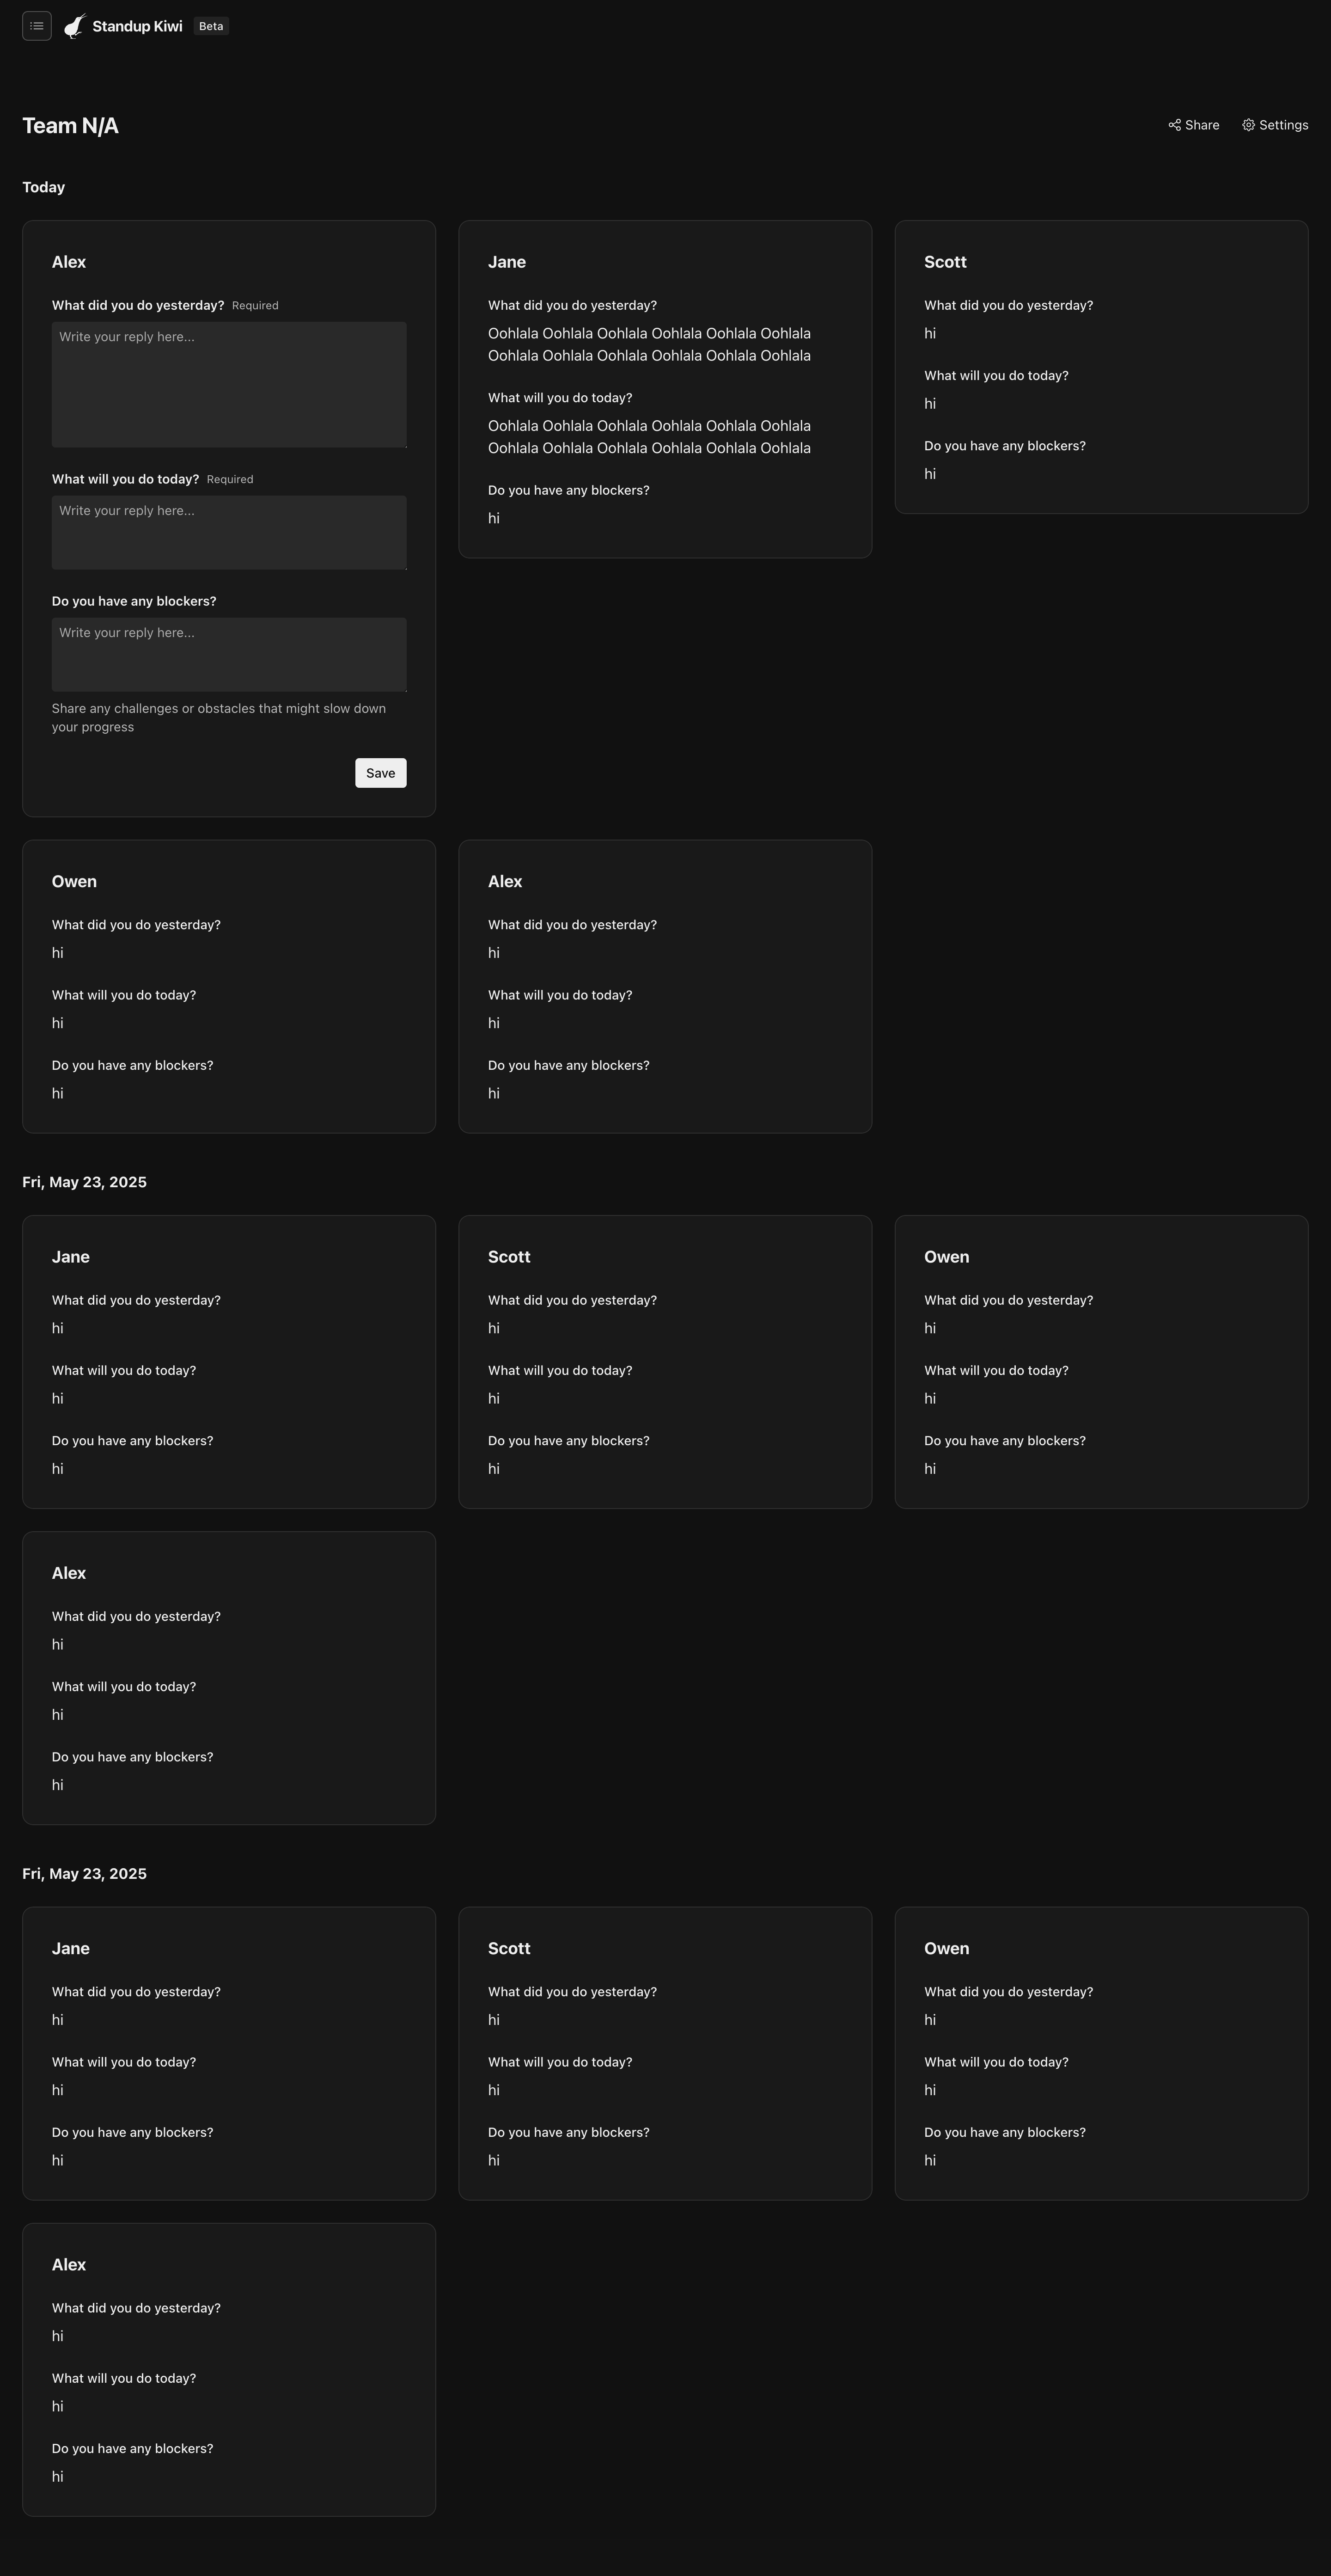 Standup Kiwi Beta
Team N/A
Share Settings
Today
Alex
What did you do yesterday? Required
Write your reply here...
What will you do today? Required
Write your reply here...
Do you have any blockers?
Write your reply here...
Share any challenges or obstacles that might slow down
your progress
Save
Jane
What did you do yesterday?
Oohlala Oohlala Oohlala Oohlala Oohlala Oohlala
Oohlala Oohlala Oohlala Oohlala Oohlala Oohlala
What will you do today?
Oohlala Oohlala Oohlala Oohlala Oohlala Oohlala
Oohlala Oohlala Oohlala Oohlala Oohlala Oohlala
Do you have any blockers?
hi
Scott
What did you do yesterday?
hi
What will you do today?
hi
Do you have any blockers?
hi
Owen
What did you do yesterday?
hi
What will you do today?
hi
Do you have any blockers?
hi
Alex
What did you do yesterday?
hi
What will you do today?
hi
Do you have any blockers?
hi
Fri, May 23, 2025
Jane
What did you do yesterday?
hi
What will you do today?
hi
Do you have any blockers?
hi
Scott
What did you do yesterday?
hi
What will you do today?
hi
Do you have any blockers?
hi
Owen
What did you do yesterday?
hi
What will you do today?
hi
Do you have any blockers?
hi
Alex
What did you do yesterday?
hi
What will you do today?
hi
Do you have any blockers?
hi
Fri, May 23, 2025
Jane
What did you do yesterday?
hi
What will you do today?
hi
Do you have any blockers?
hi
Scott
What did you do yesterday?
hi
What will you do today?
hi
Do you have any blockers?
hi
Owen
What did you do yesterday?
hi
What will you do today?
hi
Do you have any blockers?
hi
Alex
What did you do yesterday?
hi
What will you do today?
hi
Do you have any blockers?
hi